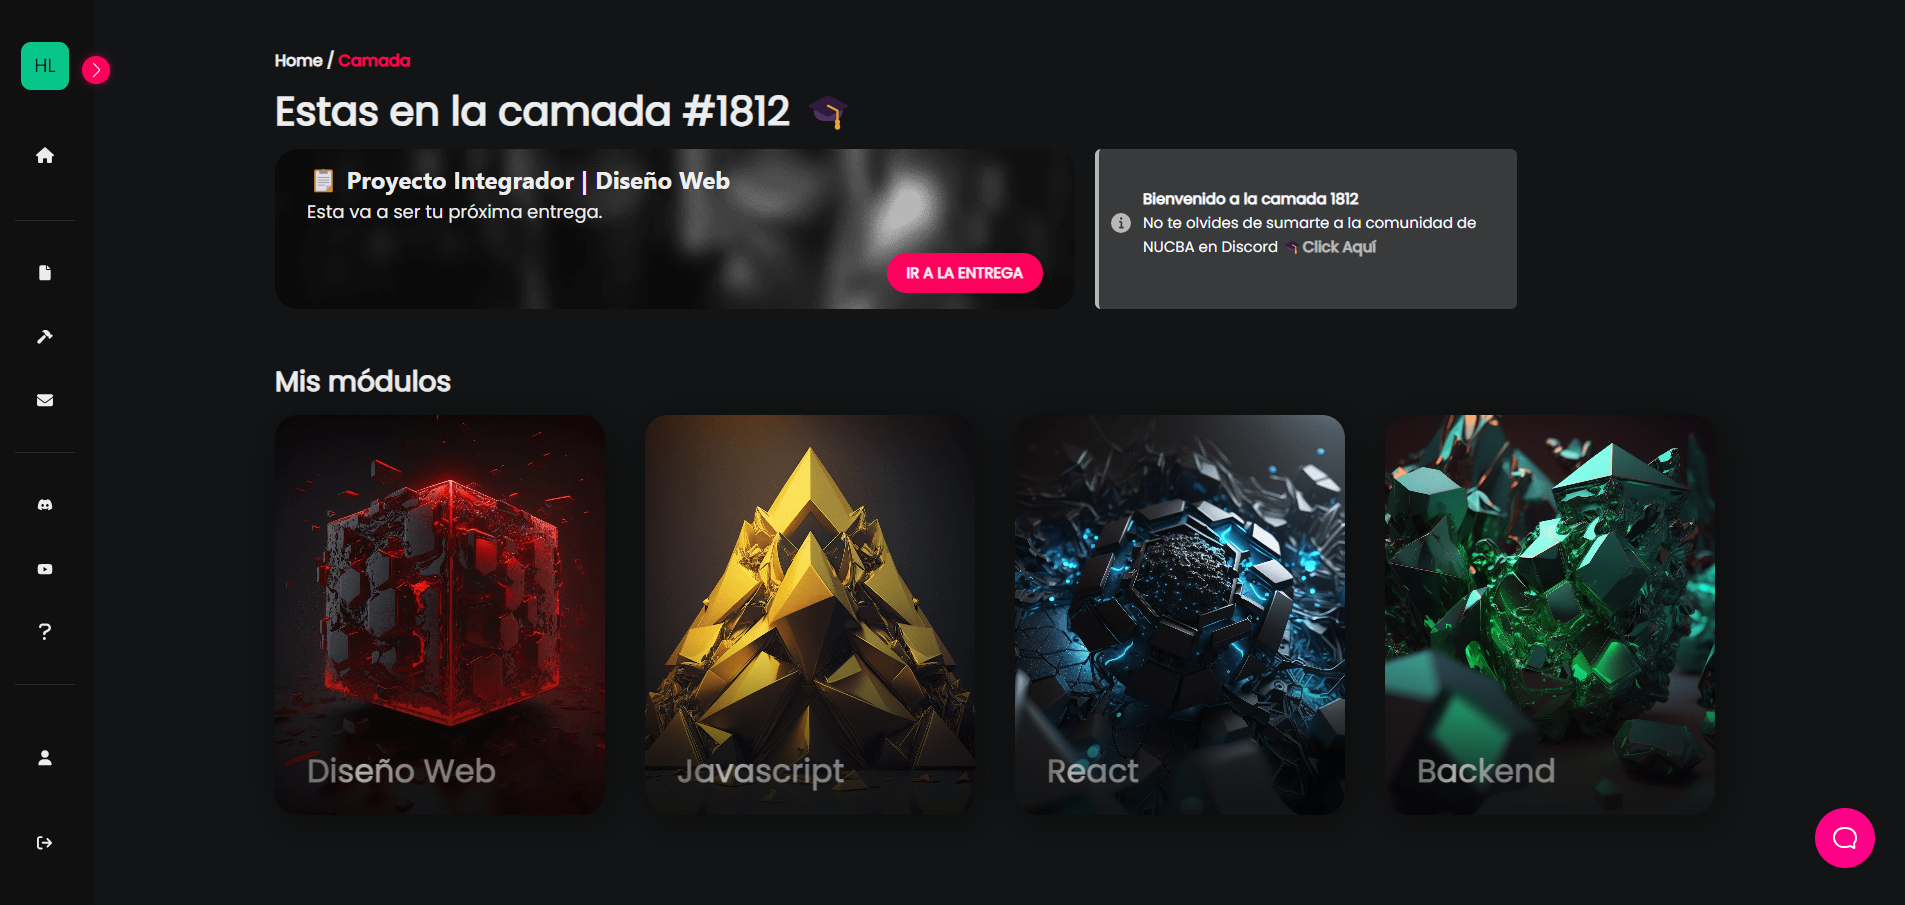 HL
Home / Camada
Estas en la camada #1812
Proyecto Integrador | Diseño Web
Esta va a ser tu próxima entrega.
IR A LA ENTREGA
Bienvenido a la camada 1812
No te olvides de sumarte a la comunidad de
NUCBA en Discord Click Aquí
Mis módulos
Diseño Web
Javascript
React
Backend